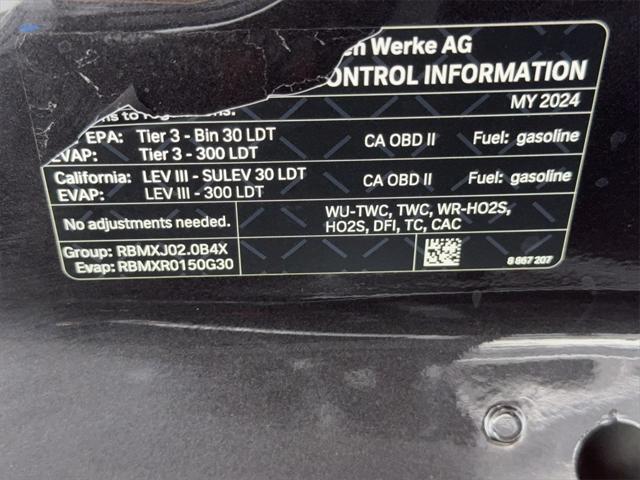 en Werke AG
ONTROL INFORMATION
MY 2024
EPA: Tier 3 - Bin 30 LDT CA OBD II Fuel: gasoline
EVAP: Tier 3 - 300 LDT
California: LEV III - SULEV 30 LDT CA OBD II Fuel: gasoline
EVAP: LEV III - 300 LDT
No adjustments needed. WU-TWC, TWC, WR-HO2S,
HO2S, DFI, TC, CAC
Group: RBMXJ02.0B4X
Evap: RBMXR0150G30 8 867 207